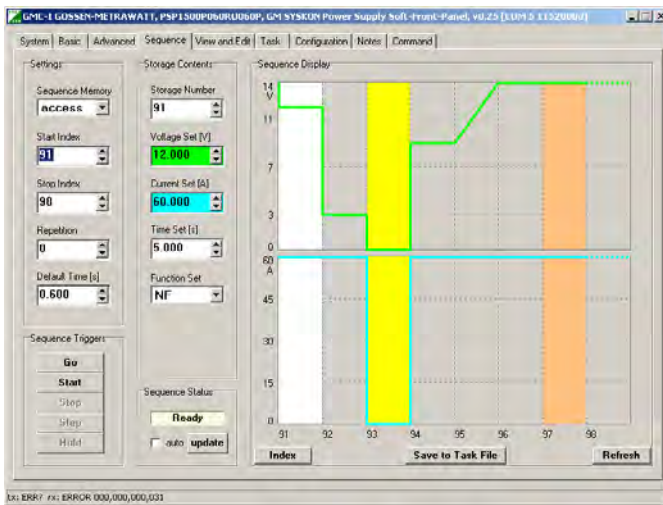 GMC-I GOSSEN-METRAWATT, PSP1500P060RU060P, GM SYSKON Power Supply Soft-Front-Panel, v0.25
System Basic Advanced Sequence View and Edit Task Configuration Notes Command
Settings
Sequence Memory
access
Start Index
91
Stop Index
98
Repetition
0
Default Time [s]
0.600
Sequence Triggers
Go
Start
Stop
Step
Hold
Storage Contents
Storage Number
91
Voltage Set [V]
12.000
Current Set [A]
60.000
Time Set [s]
5.000
Function Set
NF
Sequence Status
Ready
auto update
Sequence Display
14
V
11
7
3
0
60
A
45
30
15
0
91 92 93 94 95 96 97 98
Index Save to Task File Refresh
tx: ERR? rx: ERROR 000,000,000,031